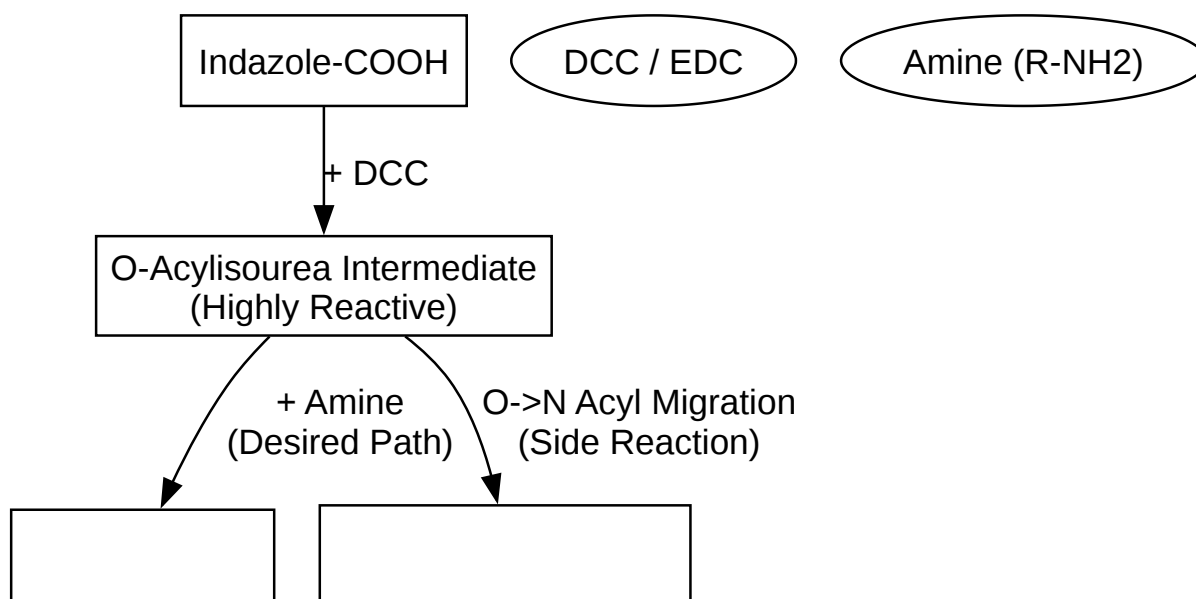 Indazole-COOH
DCC / EDC
Amine (R-NH2)
+ DCC
O-Acylisourea Intermediate
(Highly Reactive)
+ Amine
(Desired Path)
O->N Acyl Migration
(Side Reaction)